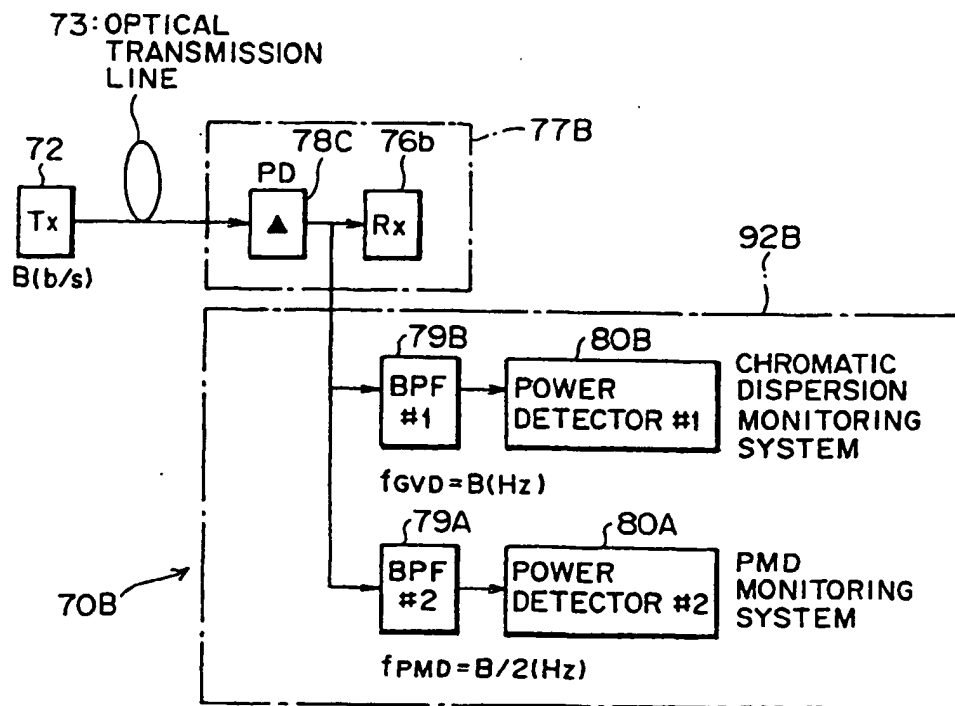 73: OPTICAL
TRANSMISSION
LINE
72
Tx
B(b/s)
78C
PD
▲
76b
Rx
77B
92B
79B
BPF
#1
fGVD=B(Hz)
80B
POWER
DETECTOR #1
CHROMATIC
DISPERSION
MONITORING
SYSTEM
79A
BPF
#2
fPMD=B/2(Hz)
80A
POWER
DETECTOR #2
PMD
MONITORING
SYSTEM
70B